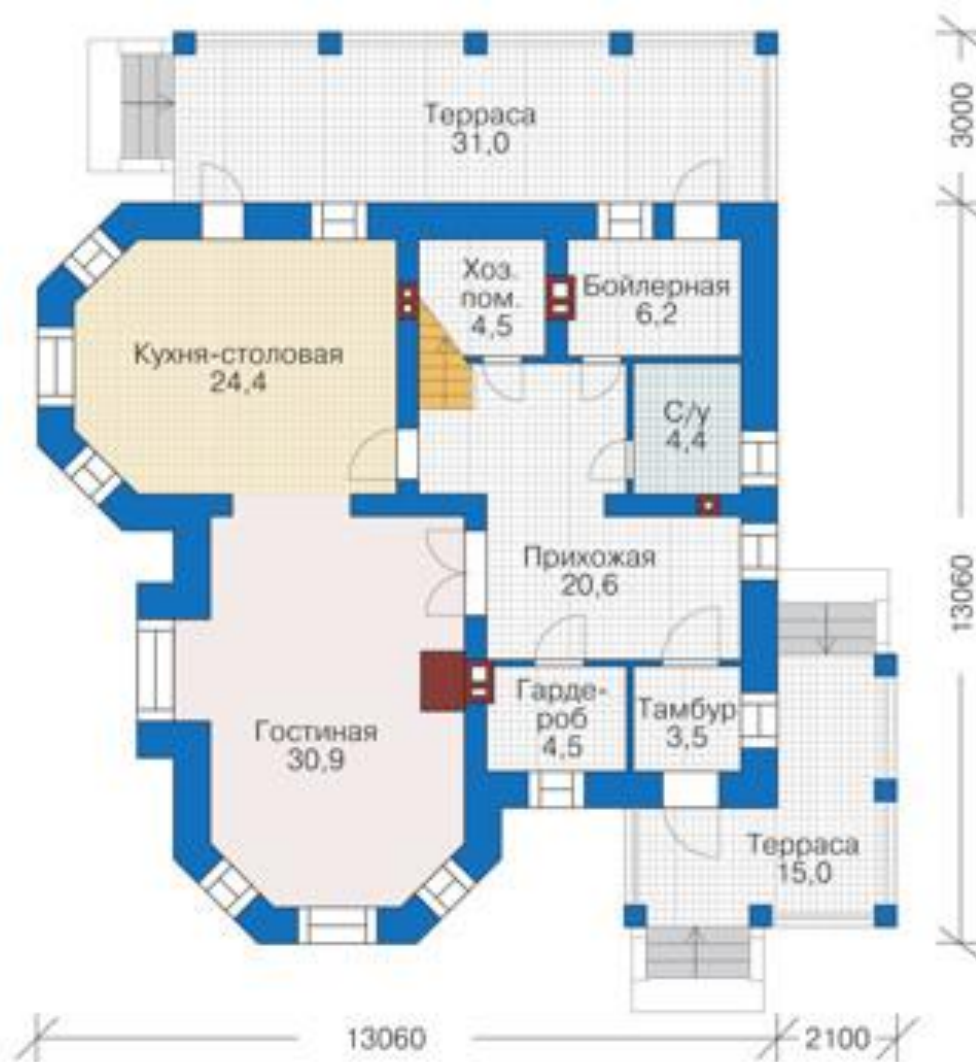 Терраса
31,0
3000
Хоз.
пом.
4,5
Бойлерная
6,2
Кухня-столовая
24,4
С/у
4,4
Прихожая
20,6
13060
Гарде-
роб
4,5
Тамбур
3,5
Гостиная
30,9
Терраса
15,0
13060
2100